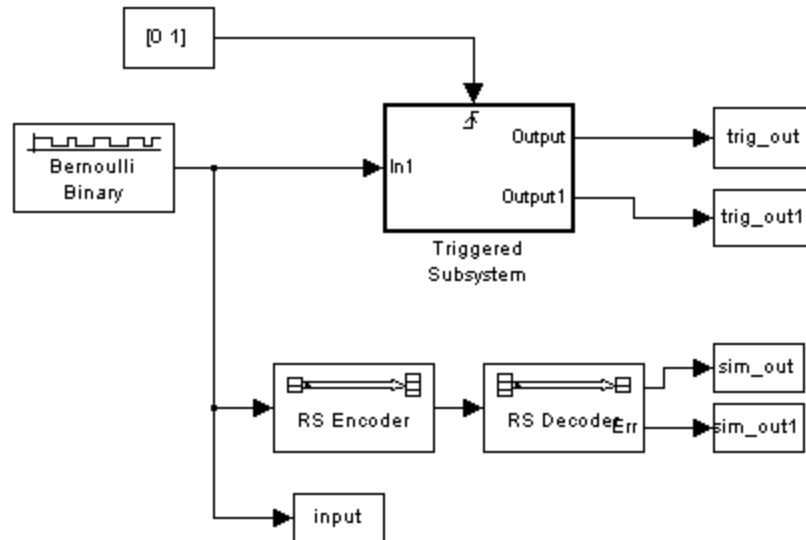 [0 1]
Bernoulli
Binary
In1
Output
Output1
Triggered
Subsystem
trig_out
trig_out1
RS Encoder
RS Decoder
Err
sim_out
sim_out1
input